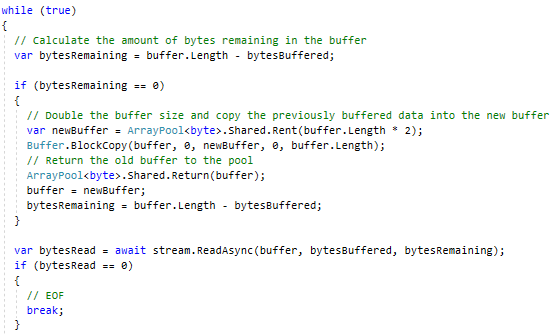 while (true)
{
// Calculate the amount of bytes remaining in the buffer
var bytesRemaining = buffer.Length - bytesBuffered;
if (bytesRemaining == 0)
{
// Double the buffer size and copy the previously buffered data into the new buffer
var newBuffer = ArrayPool<byte>.Shared.Rent(buffer.Length * 2);
Buffer.BlockCopy(buffer, 0, newBuffer, 0, buffer.Length);
// Return the old buffer to the pool
ArrayPool<byte>.Shared.Return(buffer);
buffer = newBuffer;
bytesRemaining = buffer.Length - bytesBuffered;
}
var bytesRead = await stream.ReadAsync(buffer, bytesBuffered, bytesRemaining);
if (bytesRead == 0)
{
// EOF
break;
}